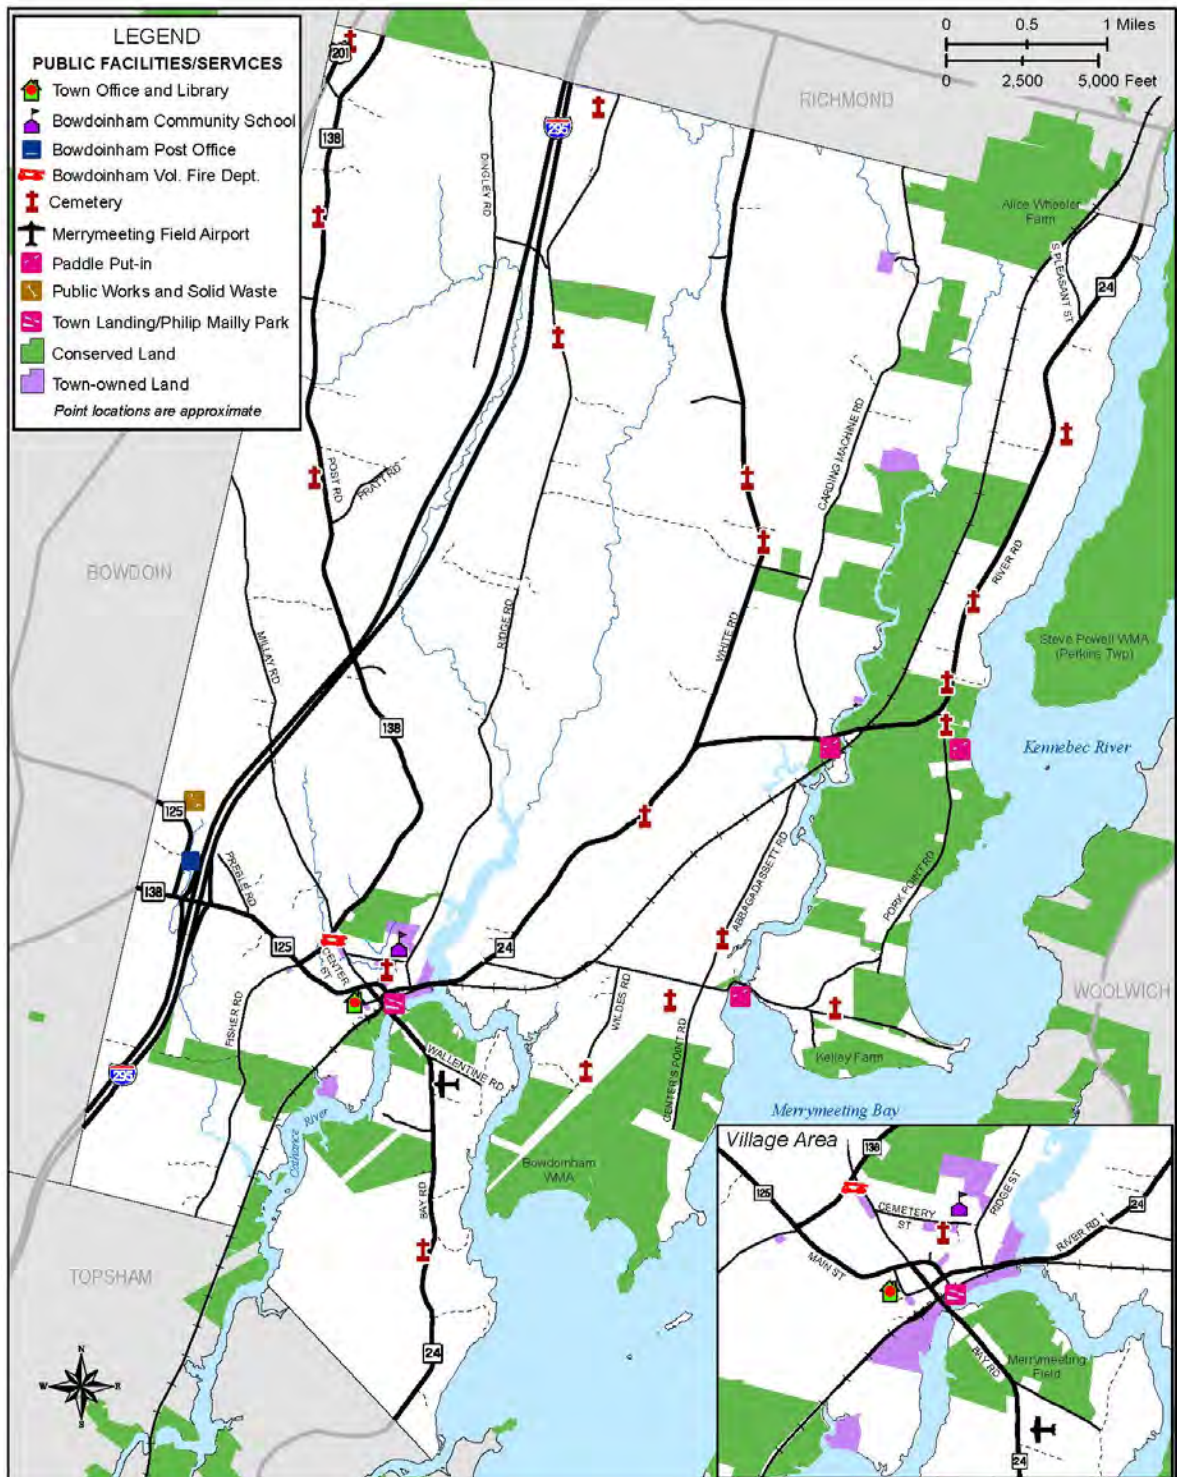 LEGEND
PUBLIC FACILITIES/SERVICES
Town Office and Library
Bowdoinham Community School
Bowdoinham Post Office
Bowdoinham Vol. Fire Dept.
Cemetery
Merrymeeting Field Airport
Paddle Put-in
Public Works and Solid Waste
Town Landing/Philip Mailly Park
Conserved Land
Town-owned Land
Point locations are approximate
0 0.5 1 Miles
0 2,500 5,000 Feet
201
138
295
RICHMOND
DINGLEY RD
Alice Wheeler
Farm
S PLEASANT ST
24
POST RD
PRATT RD
CARDING MACHINE RD
BOWDOIN
RIVER RD
MILLAY RD
RIDGE RD
WHITE RD
Steve Powell WMA
(Perkins Twp)
138
Kennebec River
125
PREBLE RD
138
ABRAGADASSETT RD
PORK POINT RD
125
CENTER
ST
24
WOOLWICH
FISHER RD
WILDES RD
CENTERS POINT RD
WALLENTINE RD
Kelley Farm
295
Cathance River
Merrymeeting Bay
Bowdoinham
WMA
BAY RD
TOPSHAM
24
N
W E
S
Village Area
138
125
CEMETERY
ST
RIDGE ST
24
RIVER RD
MAIN ST
BAY RD
Merrymeeting
Field
24